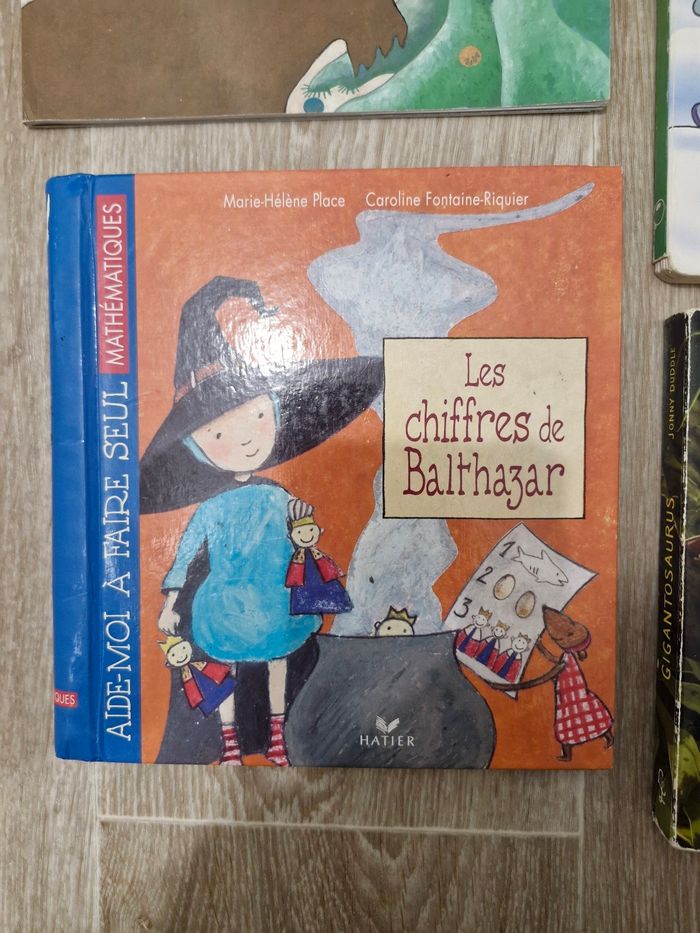 Marie-Hélène Place Caroline Fontaine-Riquier
AIDE-MOI À FAIRE SEUL MATHÉMATIQUES
Les
chiffres de
Balthazar
1
2
3
HATIER
QUES
GIGANTOSAURUS JONNY DUDDLE